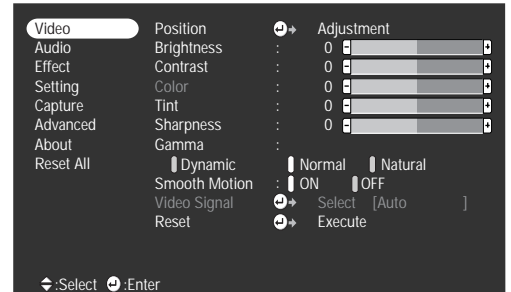 Video Position Adjustment
Audio Brightness : 0 - +
Effect Contrast : 0 - +
Setting Color : 0 - +
Capture Tint : 0 - +
Advanced Sharpness : 0 - +
About Gamma :
Reset All Dynamic Normal Natural
Smooth Motion : ON OFF
Video Signal Select [Auto ]
Reset Execute
:Select :Enter